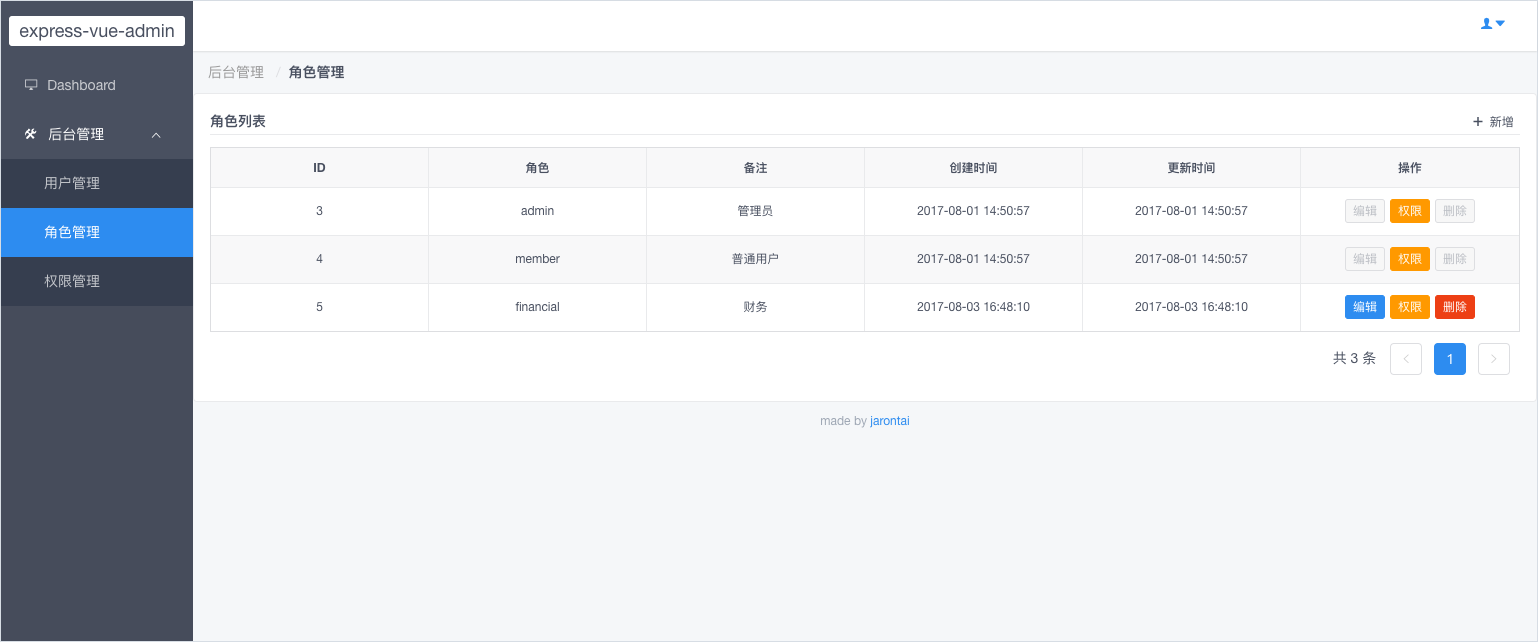 express-vue-admin
Dashboard
后台管理
用户管理
角色管理
权限管理
后台管理 / 角色管理
角色列表 + 新增
ID 角色 备注 创建时间 更新时间 操作
3 admin 管理员 2017-08-01 14:50:57 2017-08-01 14:50:57 编辑 权限 删除
4 member 普通用户 2017-08-01 14:50:57 2017-08-01 14:50:57 编辑 权限 删除
5 financial 财务 2017-08-03 16:48:10 2017-08-03 16:48:10 编辑 权限 删除
共 3 条 < 1 >
made by jarontai